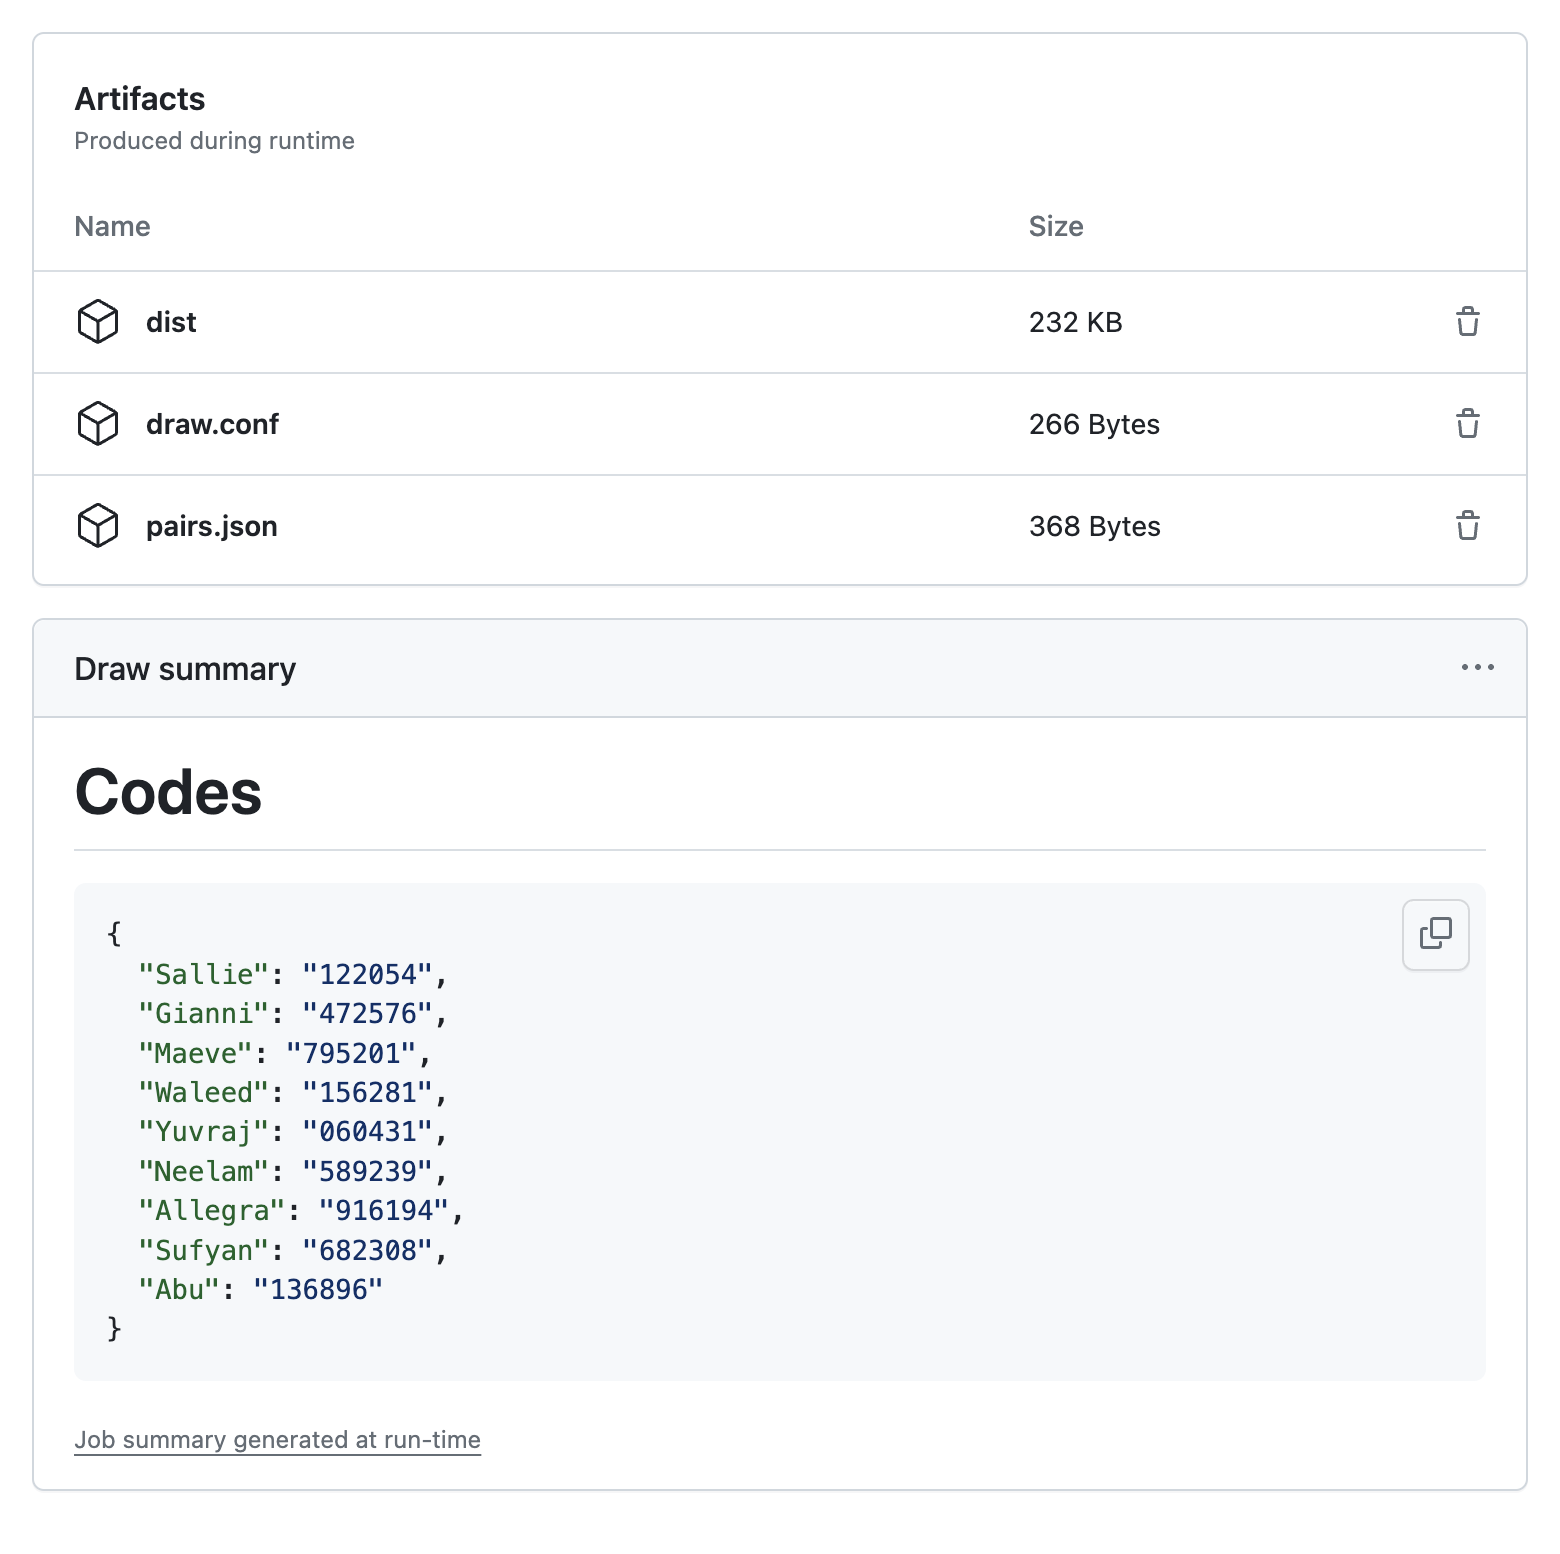 Artifacts
Produced during runtime
Name Size
dist 232 KB
draw.conf 266 Bytes
pairs.json 368 Bytes
Draw summary
Codes
{
  "Sallie": "122054",
  "Gianni": "472576",
  "Maeve": "795201",
  "Waleed": "156281",
  "Yuvraj": "060431",
  "Neelam": "589239",
  "Allegra": "916194",
  "Sufyan": "682308",
  "Abu": "136896"
}
Job summary generated at run-time